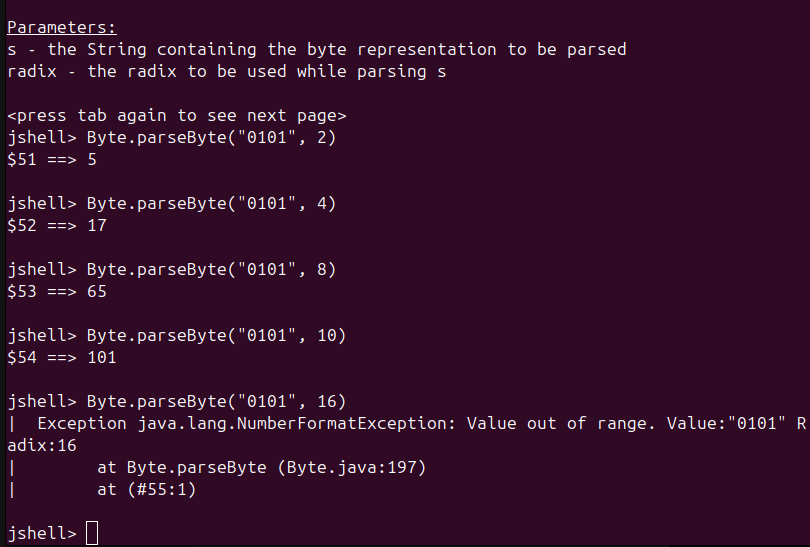 Parameters:
s - the String containing the byte representation to be parsed
radix - the radix to be used while parsing s
<press tab again to see next page>
jshell> Byte.parseByte("0101", 2)
$51 ==> 5
jshell> Byte.parseByte("0101", 4)
$52 ==> 17
jshell> Byte.parseByte("0101", 8)
$53 ==> 65
jshell> Byte.parseByte("0101", 10)
$54 ==> 101
jshell> Byte.parseByte("0101", 16)
|  Exception java.lang.NumberFormatException: Value out of range. Value:"0101" R
adix:16
|        at Byte.parseByte (Byte.java:197)
|        at (#55:1)
jshell>